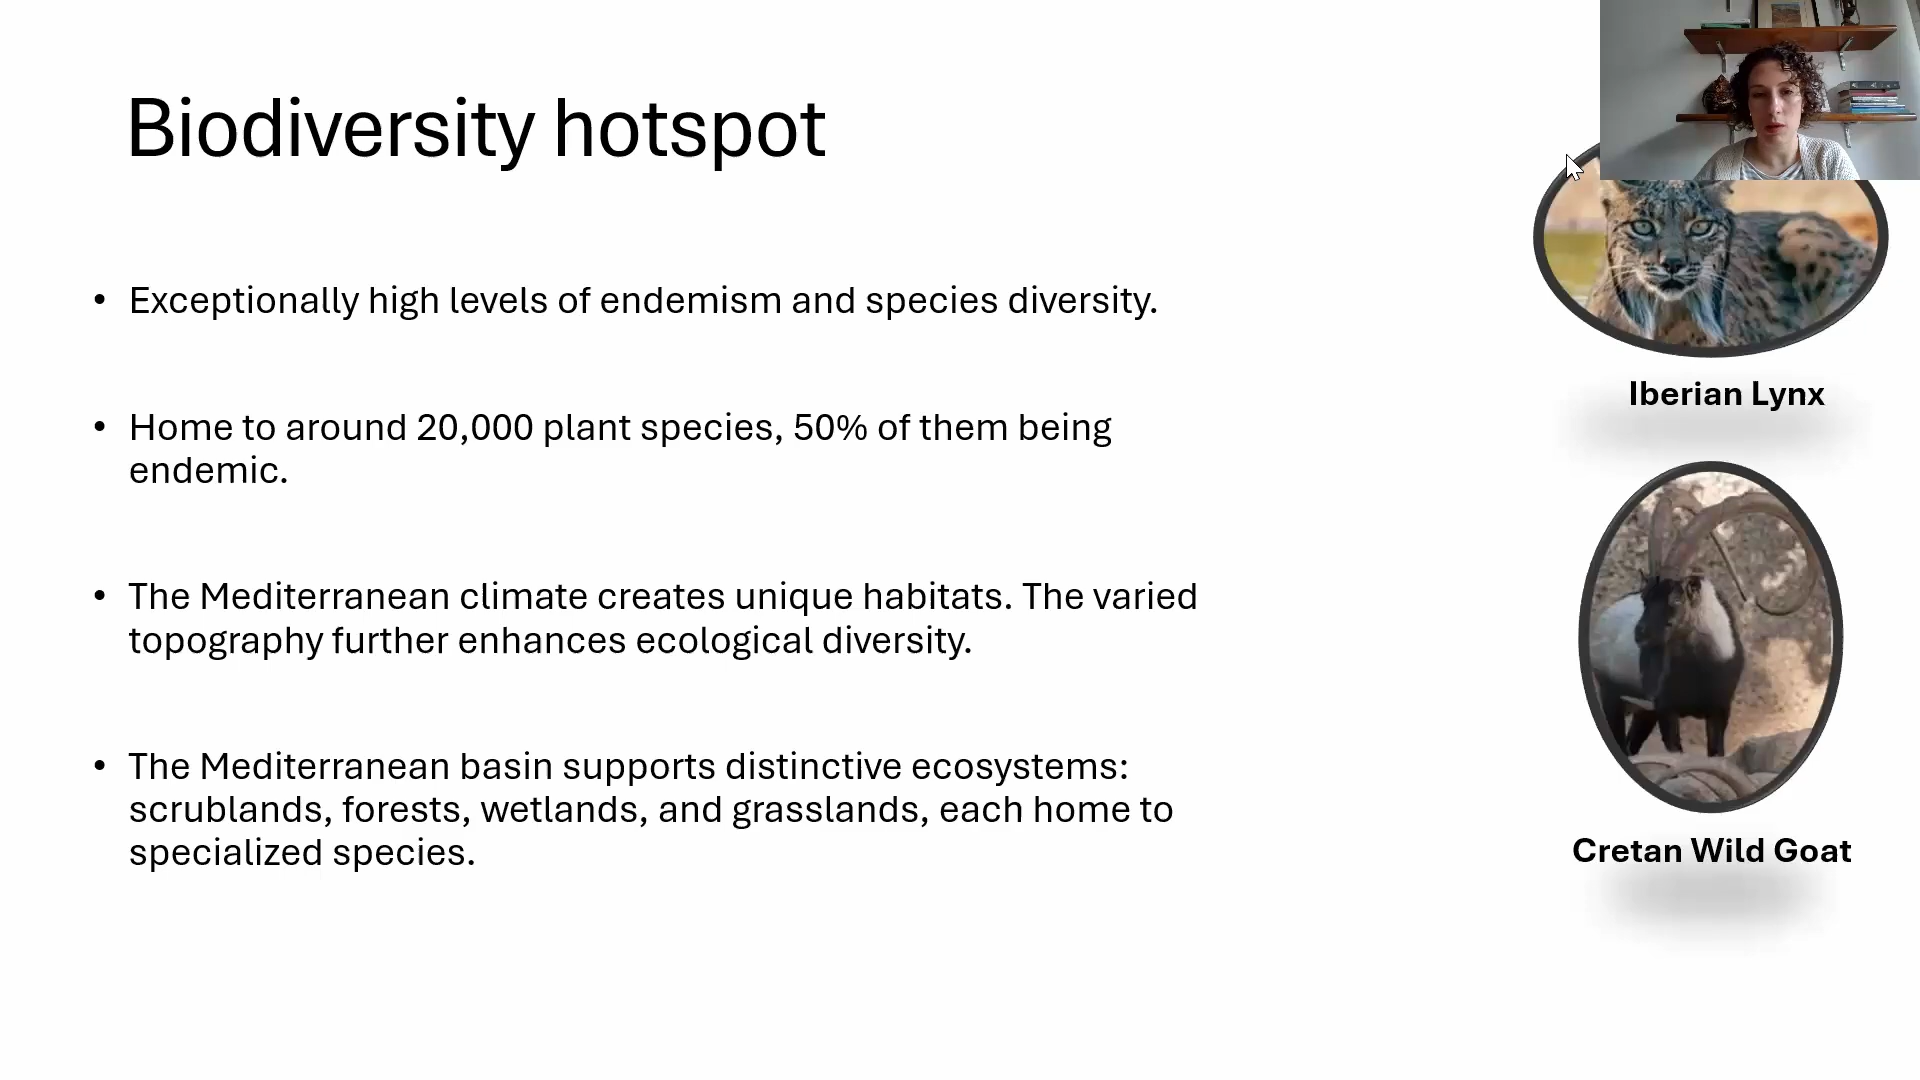 Biodiversity hotspot
• Exceptionally high levels of endemism and species diversity.
• Home to around 20,000 plant species, 50% of them being
endemic.
• The Mediterranean climate creates unique habitats. The varied
topography further enhances ecological diversity.
• The Mediterranean basin supports distinctive ecosystems:
scrublands, forests, wetlands, and grasslands, each home to
specialized species.
Iberian Lynx
Cretan Wild Goat